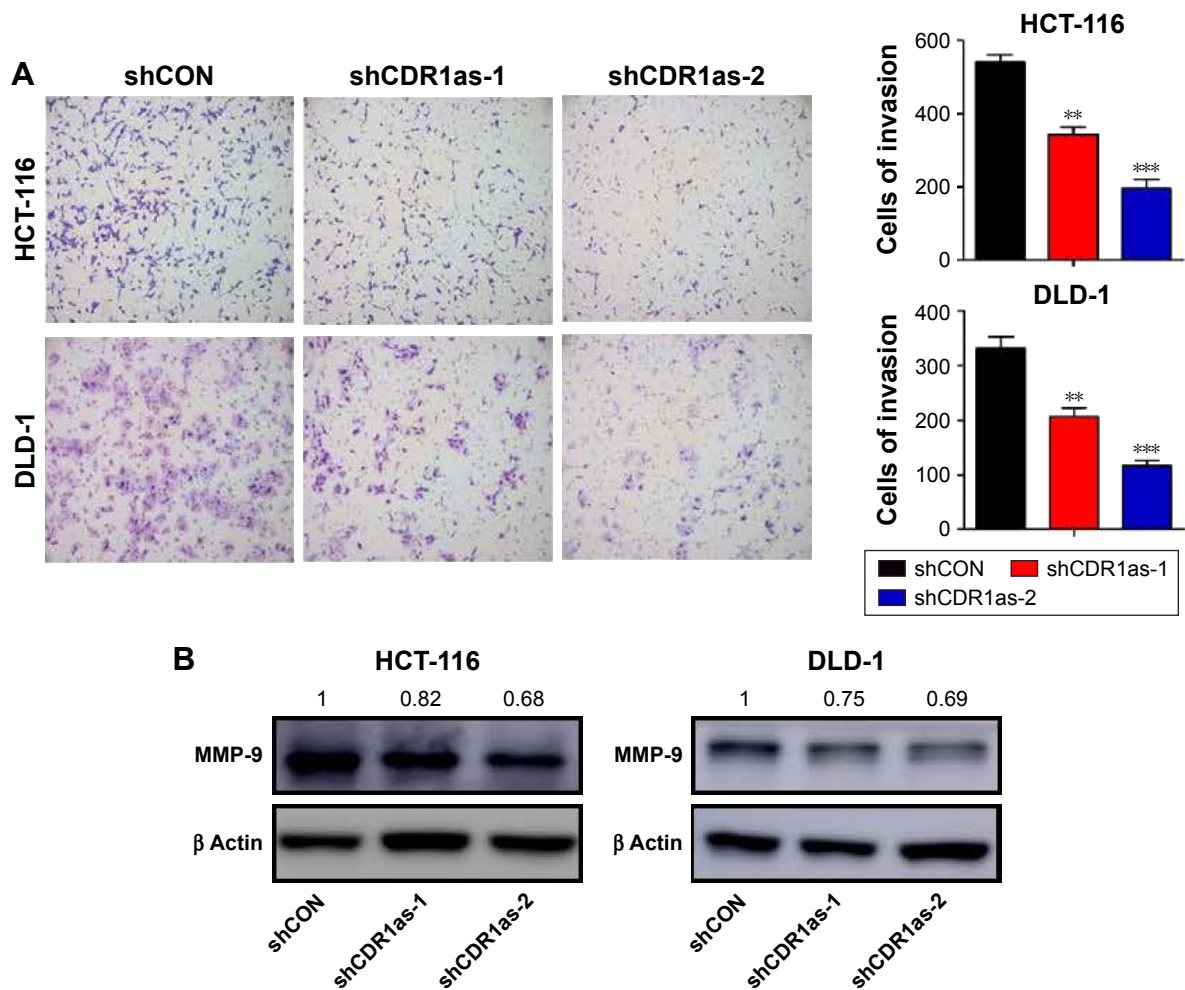 A
shCON shCDR1as-1 shCDR1as-2
HCT-116
DLD-1
HCT-116
Cells of invasion
600
400
200
0
**
***
DLD-1
Cells of invasion
400
300
200
100
0
**
***
shCON shCDR1as-1
shCDR1as-2
B
HCT-116
1 0.82 0.68
MMP-9
β Actin
shCON shCDR1as-1 shCDR1as-2
DLD-1
1 0.75 0.69
MMP-9
β Actin
shCON shCDR1as-1 shCDR1as-2